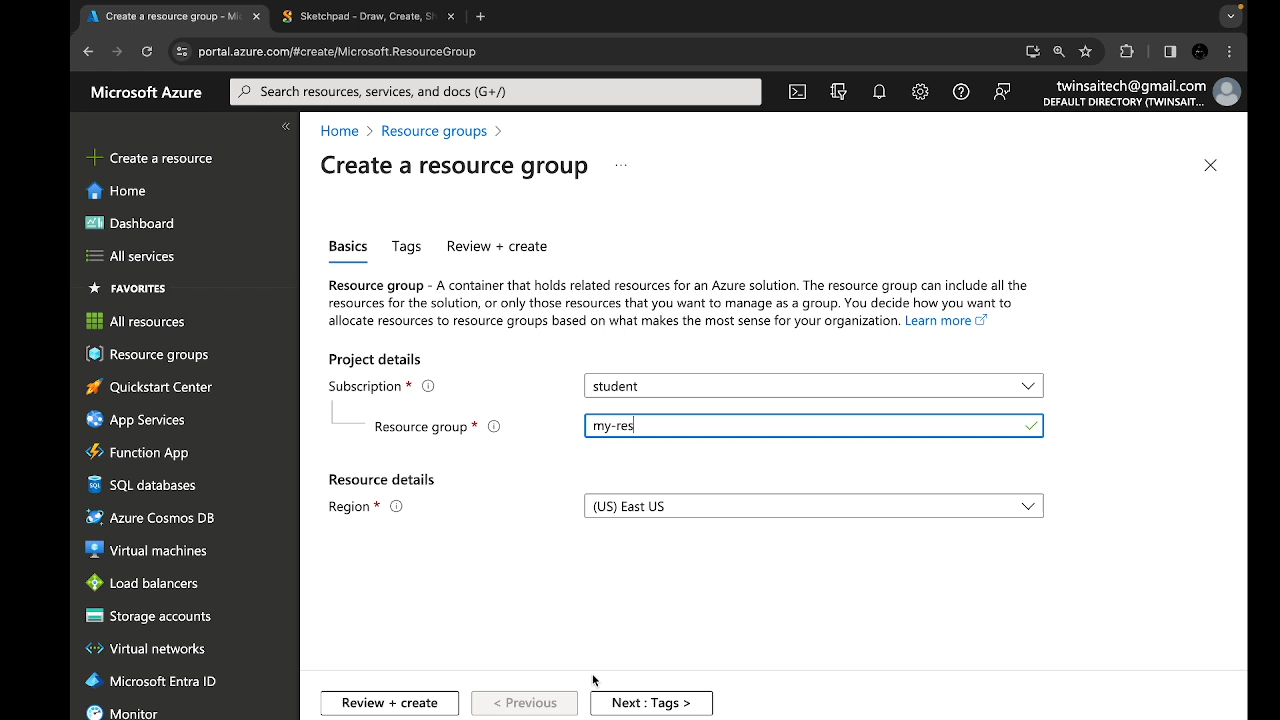 Create a resource group - Mi
Sketchpad - Draw, Create, Sh
portal.azure.com/#create/Microsoft.ResourceGroup
Microsoft Azure
Search resources, services, and docs (G+/)
twinsaitech@gmail.com
DEFAULT DIRECTORY (TWINSAIT...
Create a resource
Home
Dashboard
All services
FAVORITES
All resources
Resource groups
Quickstart Center
App Services
Function App
SQL databases
Azure Cosmos DB
Virtual machines
Load balancers
Storage accounts
Virtual networks
Microsoft Entra ID
Monitor
Home > Resource groups >
Create a resource group ...
Basics Tags Review + create
Resource group - A container that holds related resources for an Azure solution. The resource group can include all the
resources for the solution, or only those resources that you want to manage as a group. You decide how you want to
allocate resources to resource groups based on what makes the most sense for your organization. Learn more
Project details
Subscription * student
Resource group * my-res
Resource details
Region * (US) East US
Review + create < Previous Next : Tags >